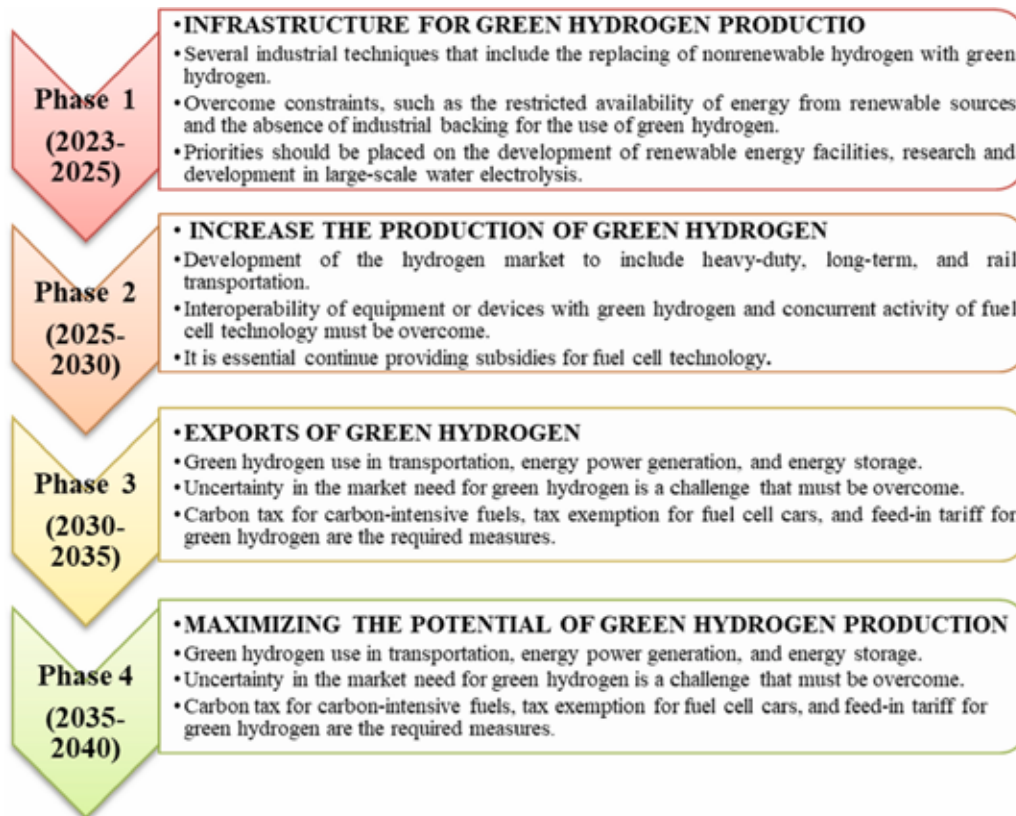 Phase 1
(2023-
2025)
• INFRASTRUCTURE FOR GREEN HYDROGEN PRODUCTIO
• Several industrial techniques that include the replacing of nonrenewable hydrogen with green
hydrogen.
• Overcome constraints, such as the restricted availability of energy from renewable sources
and the absence of industrial backing for the use of green hydrogen.
• Priorities should be placed on the development of renewable energy facilities, research and
development in large-scale water electrolysis.
Phase 2
(2025-
2030)
• INCREASE THE PRODUCTION OF GREEN HYDROGEN
• Development of the hydrogen market to include heavy-duty, long-term, and rail
transportation.
• Interoperability of equipment or devices with green hydrogen and concurrent activity of fuel
cell technology must be overcome.
• It is essential continue providing subsidies for fuel cell technology.
Phase 3
(2030-
2035)
• EXPORTS OF GREEN HYDROGEN
• Green hydrogen use in transportation, energy power generation, and energy storage.
• Uncertainty in the market need for green hydrogen is a challenge that must be overcome.
• Carbon tax for carbon-intensive fuels, tax exemption for fuel cell cars, and feed-in tariff for
green hydrogen are the required measures.
Phase 4
(2035-
2040)
• MAXIMIZING THE POTENTIAL OF GREEN HYDROGEN PRODUCTION
• Green hydrogen use in transportation, energy power generation, and energy storage.
• Uncertainty in the market need for green hydrogen is a challenge that must be overcome.
• Carbon tax for carbon-intensive fuels, tax exemption for fuel cell cars, and feed-in tariff for
green hydrogen are the required measures.